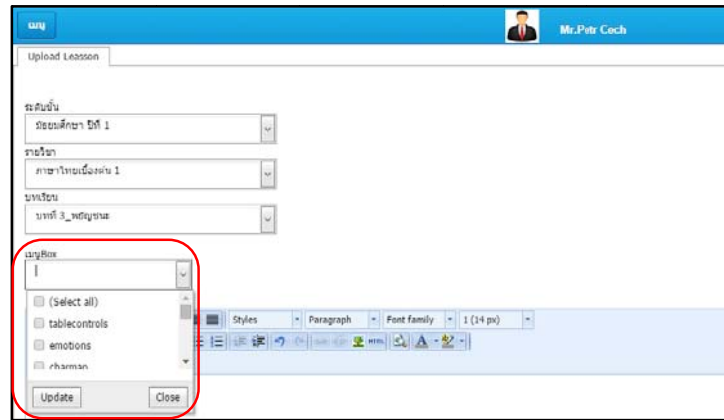 เมนู
Mr.Petr Cech
Upload Leasson
ระดับชั้น
มัธยมศึกษา ปีที่ 1
รายวิชา
ภาษาไทยเบื้องต้น 1
บทเรียน
บทที่ 3_พยัญชนะ
เมนูBox
(Select all)
tablecontrols
emotions
charmap
Update Close
Styles Paragraph Font family 1 (14 px)
HTML